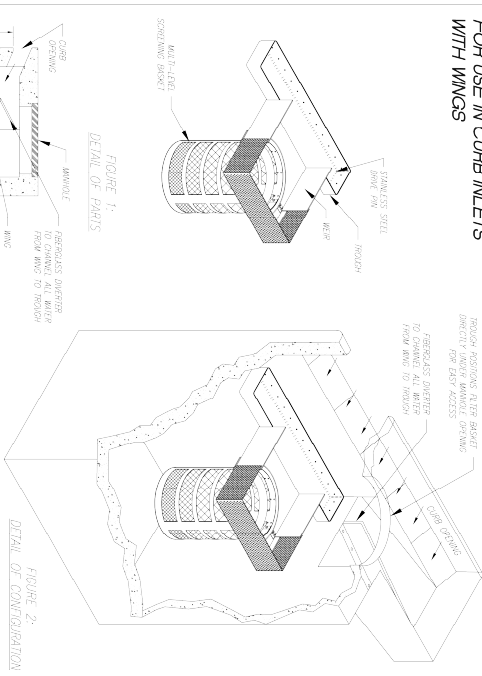 FOR USE IN CURB INLETS
WITH WINGS
MULTI-LEVEL
SCREENING BASKET
STAINLESS STEEL
DRIVE PIN
TROUGH
WEIR
FIGURE 1:
DETAIL OF PARTS
CURB
OPENING
MANHOLE
FIBERGLASS DIVERTER
TO CHANNEL ALL WATER
FROM WING TO TROUGH
WING
TROUGH POSITIONS FILTER BASKET
DIRECTLY UNDER MANHOLE OPENING
FOR EASY ACCESS
FIBERGLASS DIVERTER
TO CHANNEL ALL WATER
FROM WING TO TROUGH
CURB OPENING
FIGURE 2:
DETAIL OF CONFIGURATION